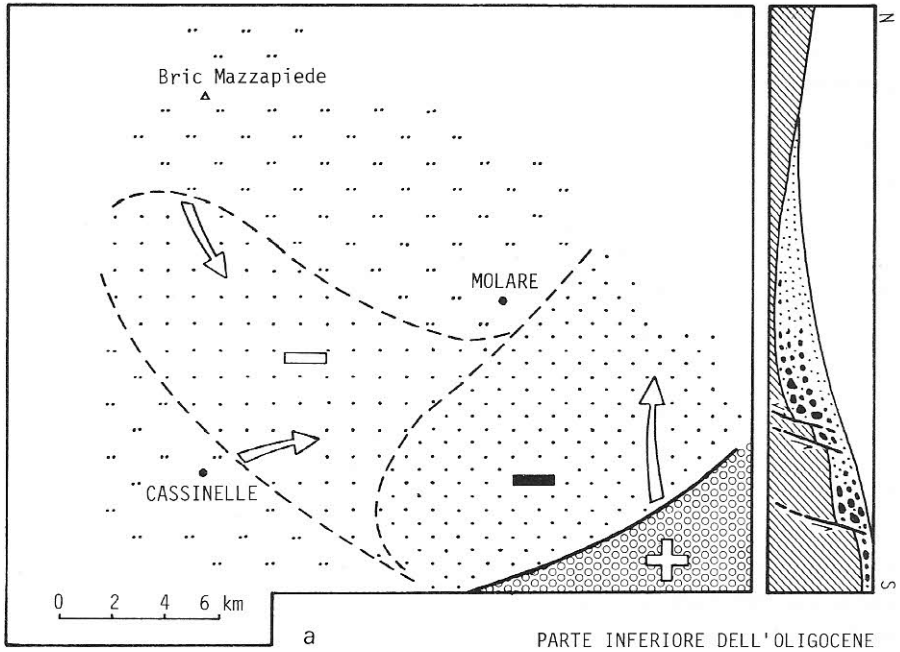 Bric Mazzapiede
MOLARE
CASSINELLE
0 2 4 6 km
a
PARTE INFERIORE DELL'OLIGOCENE
N
S